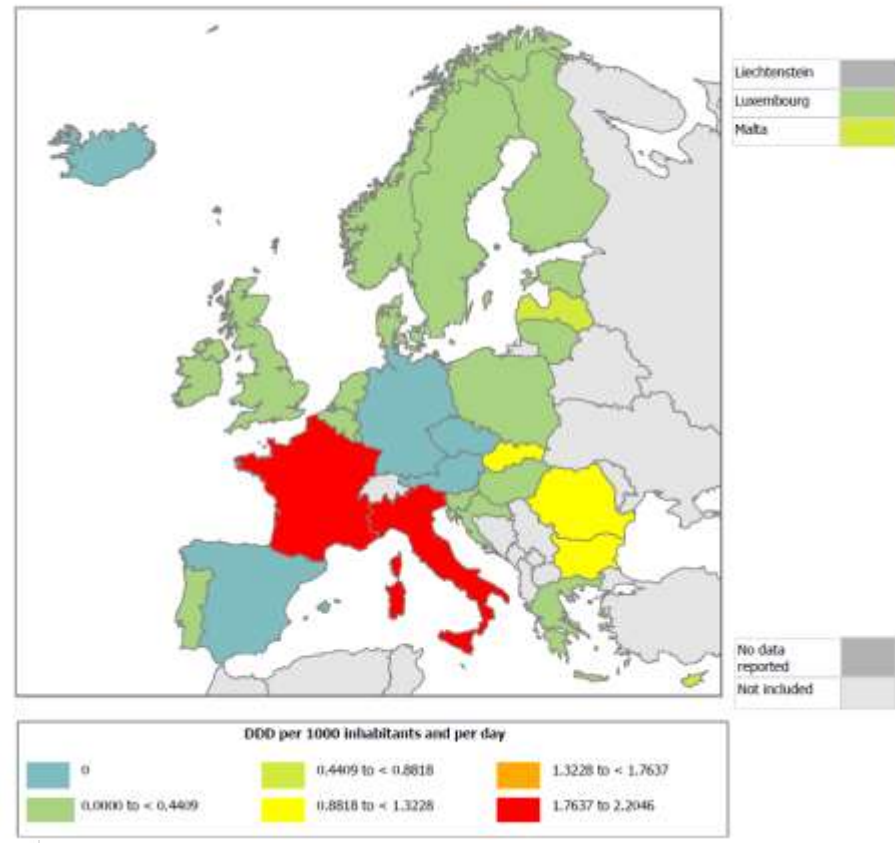 Liechtenstein
Luxembourg
Malta
No data
reported
Not included
DDD per 1000 inhabitants and per day
0
0.4409 to < 0.8818
1.3228 to < 1.7637
0.0000 to < 0.4409
0.8818 to < 1.3228
1.7637 to 2.2046